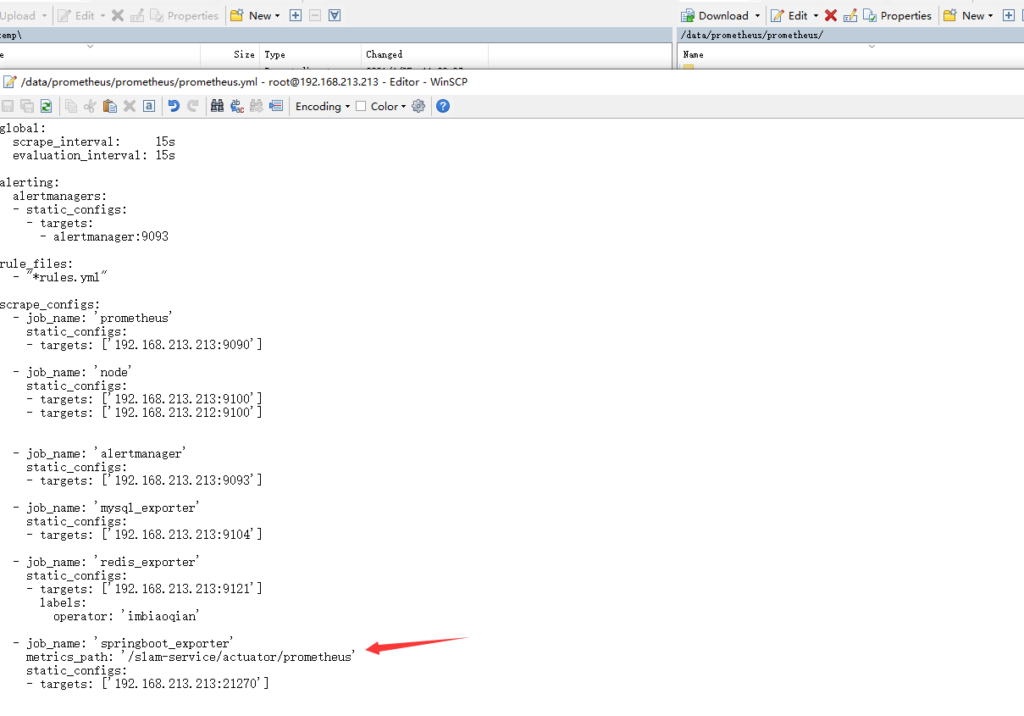 Upload Edit Properties New
Download Edit Properties New
emp\
/data/prometheus/prometheus/
e Size Type Changed
Name
/data/prometheus/prometheus/prometheus.yml - root@192.168.213.213 - Editor - WinSCP
Encoding Color
global:
scrape_interval: 15s
evaluation_interval: 15s
alerting:
alertmanagers:
- static_configs:
- targets:
- alertmanager:9093
rule_files:
- "*rules.yml"
scrape_configs:
- job_name: 'prometheus'
static_configs:
- targets: ['192.168.213.213:9090']
- job_name: 'node'
static_configs:
- targets: ['192.168.213.213:9100']
- targets: ['192.168.213.212:9100']
- job_name: 'alertmanager'
static_configs:
- targets: ['192.168.213.213:9093']
- job_name: 'mysql_exporter'
static_configs:
- targets: ['192.168.213.213:9104']
- job_name: 'redis_exporter'
static_configs:
- targets: ['192.168.213.213:9121']
labels:
operator: 'imbiaoqian'
- job_name: 'springboot_exporter'
metrics_path: '/slam-service/actuator/prometheus'
static_configs:
- targets: ['192.168.213.213:21270']